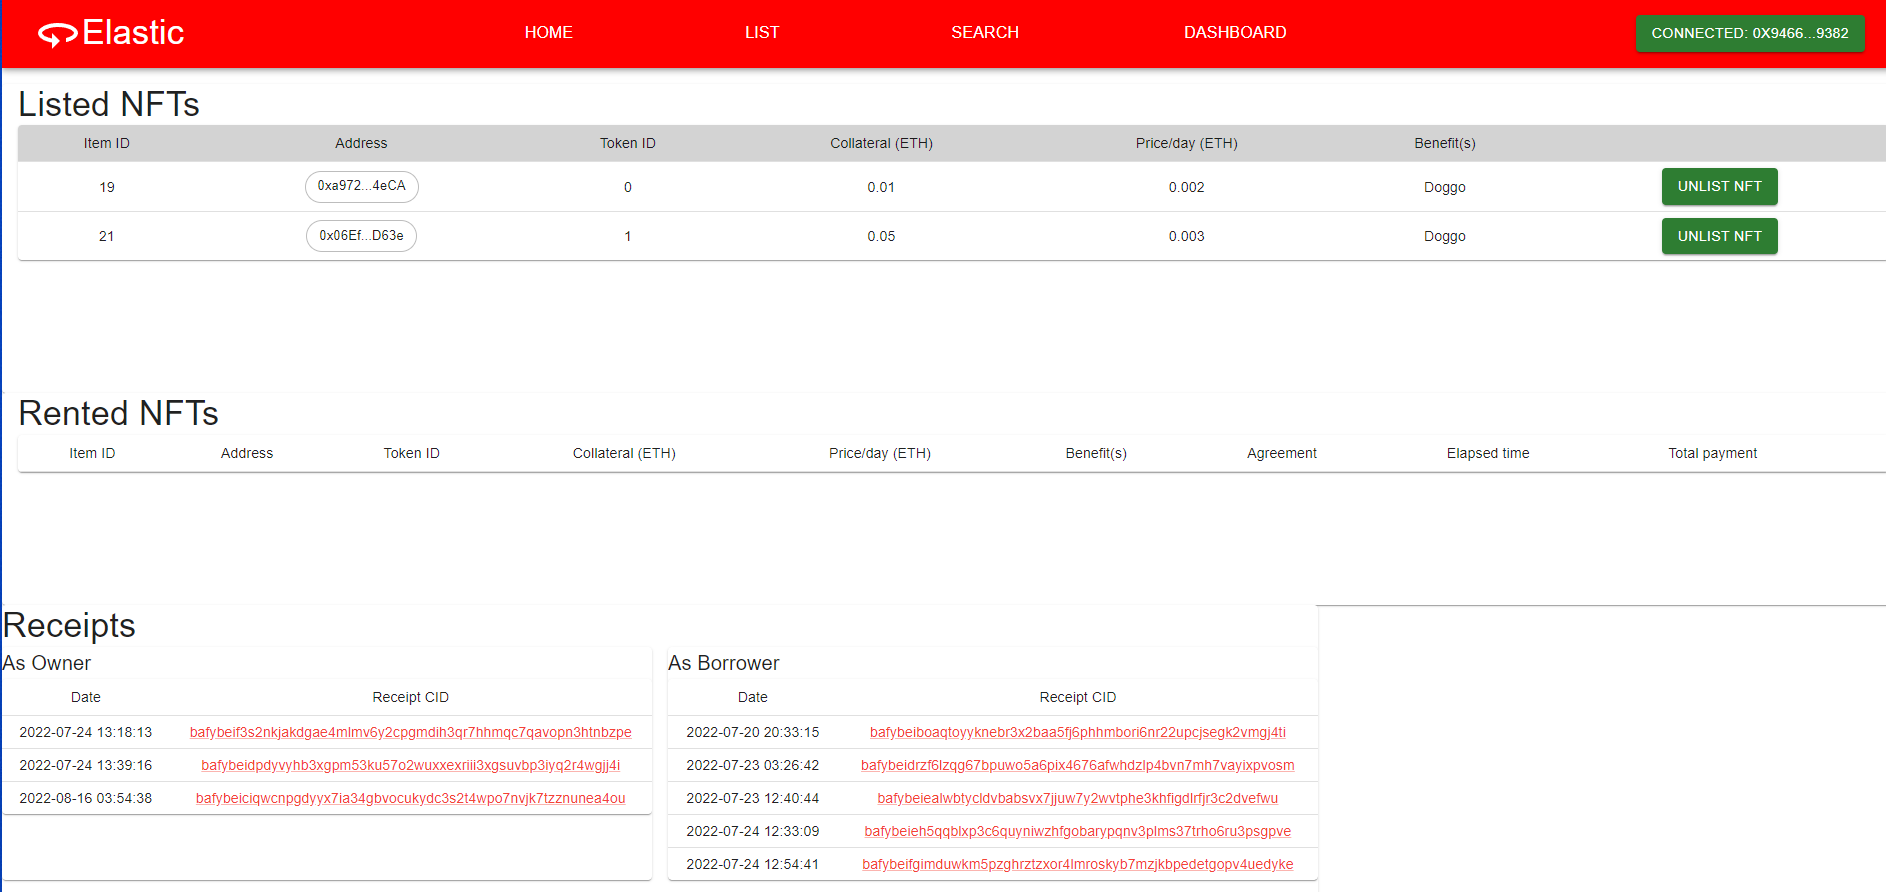 Elastic HOME LIST SEARCH DASHBOARD CONNECTED: 0X9466...9382
Listed NFTs
Item ID Address Token ID Collateral (ETH) Price/day (ETH) Benefit(s)
19 0xa972...4eCA 0 0.01 0.002 Doggo UNLIST NFT
21 0x06Ef...D63e 1 0.05 0.003 Doggo UNLIST NFT
Rented NFTs
Item ID Address Token ID Collateral (ETH) Price/day (ETH) Benefit(s) Agreement Elapsed time Total payment
Receipts
As Owner
Date Receipt CID
2022-07-24 13:18:13 bafybeif3s2nkjakdgae4mlmv6y2cpgmdih3qr7hhmqc7qavopn3htnbzpe
2022-07-24 13:39:16 bafybeidpdyvyhb3xgpm53ku57o2wuxxexriii3xgsuvbp3iyq2r4wgjj4i
2022-08-16 03:54:38 bafybeiciqwcnpgdyyx7ia34gbvocukydc3s2t4wpo7nvjk7tzznunea4ou
As Borrower
Date Receipt CID
2022-07-20 20:33:15 bafybeiboaqtoyyknebr3x2baa5fj6phhmbori6nr22upcjsegk2vmgj4ti
2022-07-23 03:26:42 bafybeidrzf6lzqg67bpuwo5a6pix4676afwhdzlp4bvn7mh7vayixpvosm
2022-07-23 12:40:44 bafybeiealwbtycldvbabsvx7jjuw7y2wvtphe3khfigdlrfjr3c2dvefwu
2022-07-24 12:33:09 bafybeieh5qqblxp3c6quyniwzhfgobarypqnv3plms37trho6ru3psgpve
2022-07-24 12:54:41 bafybeifgimduwkm5pzghrztzxor4lmroskyb7mzjkbpedetgopv4uedyke